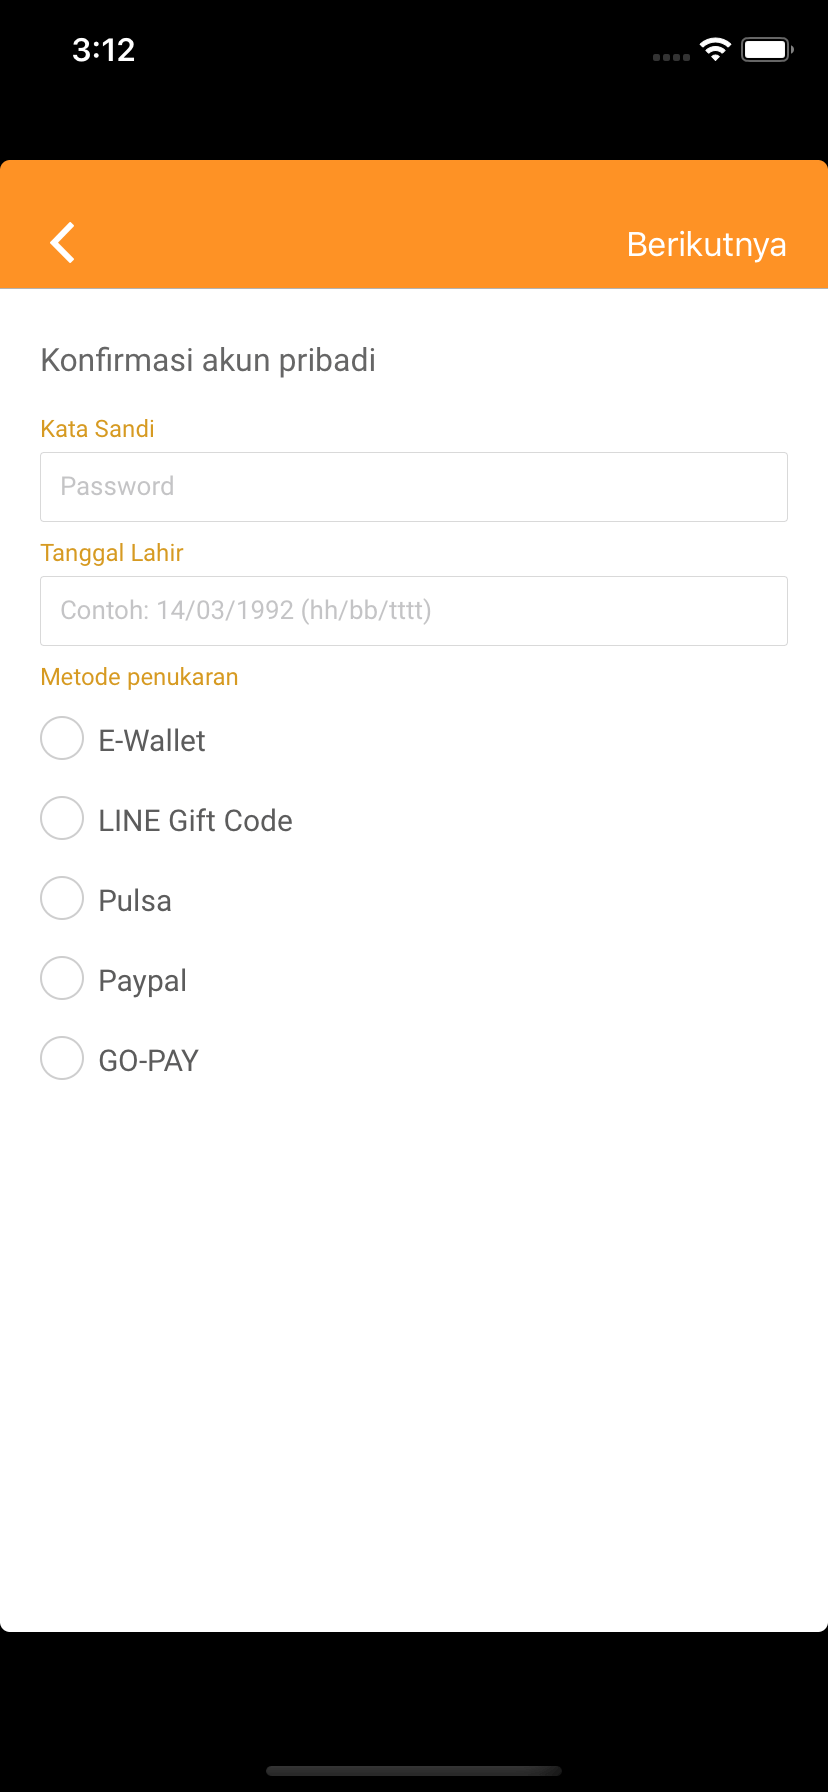 3:12
Berikutnya
Konfirmasi akun pribadi
Kata Sandi
Password
Tanggal Lahir
Contoh: 14/03/1992 (hh/bb/tttt)
Metode penukaran
E-Wallet
LINE Gift Code
Pulsa
Paypal
GO-PAY